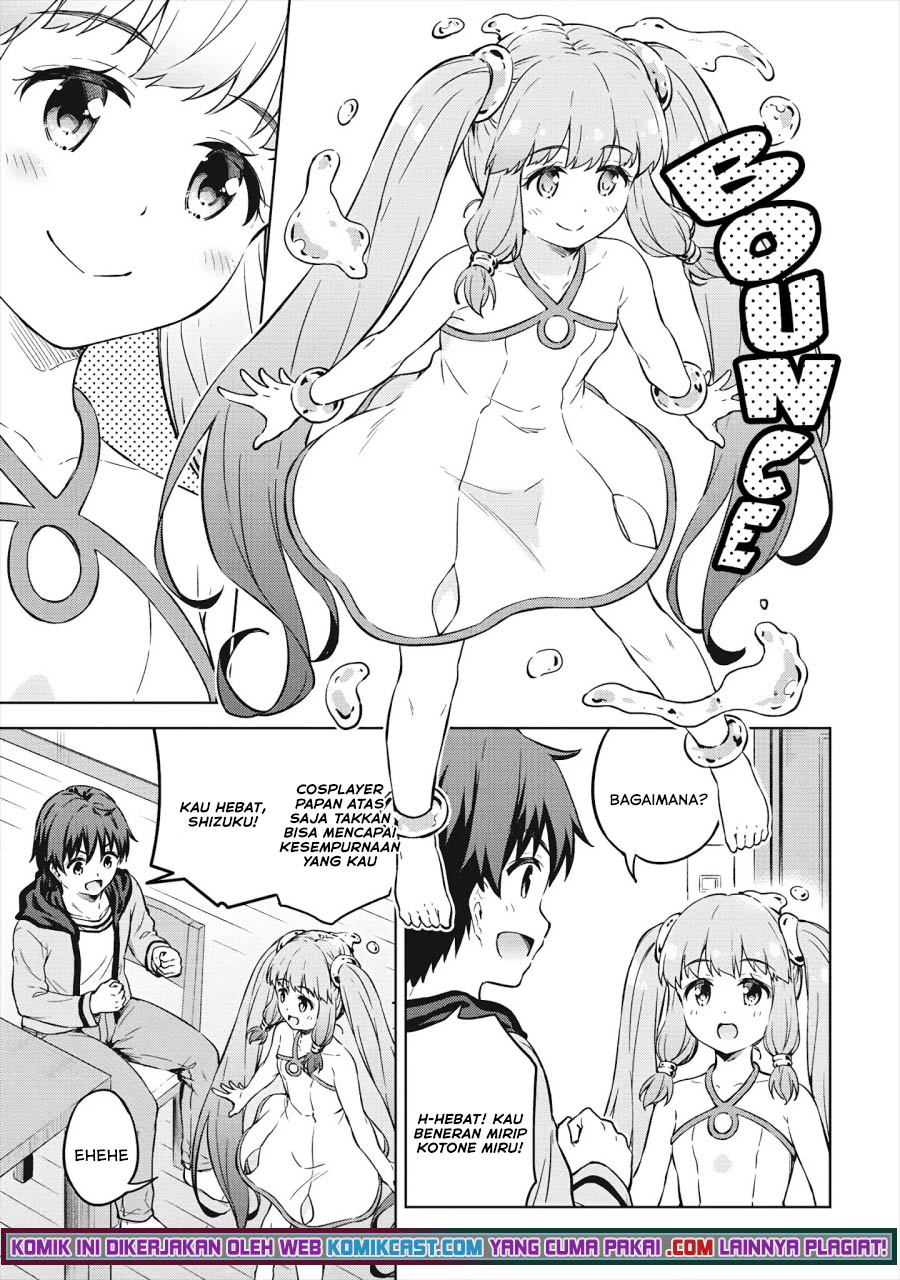 BOUNCE
BAGAIMANA?
H-HEBAT! KAU
BENERAN MIRIP
KOTONE MIRU!
COSPLAYER
PAPAN ATAS
SAJA TAKKAN
BISA MENCAPAI
KESEMPURNAAN
YANG KAU
KAU HEBAT,
SHIZUKU!
EHEHE
KOMIK INI DIKERJAKAN OLEH WEB KOMIKCAST.COM YANG CUMA PAKAI .COM LAINNYA PLAGIAT!